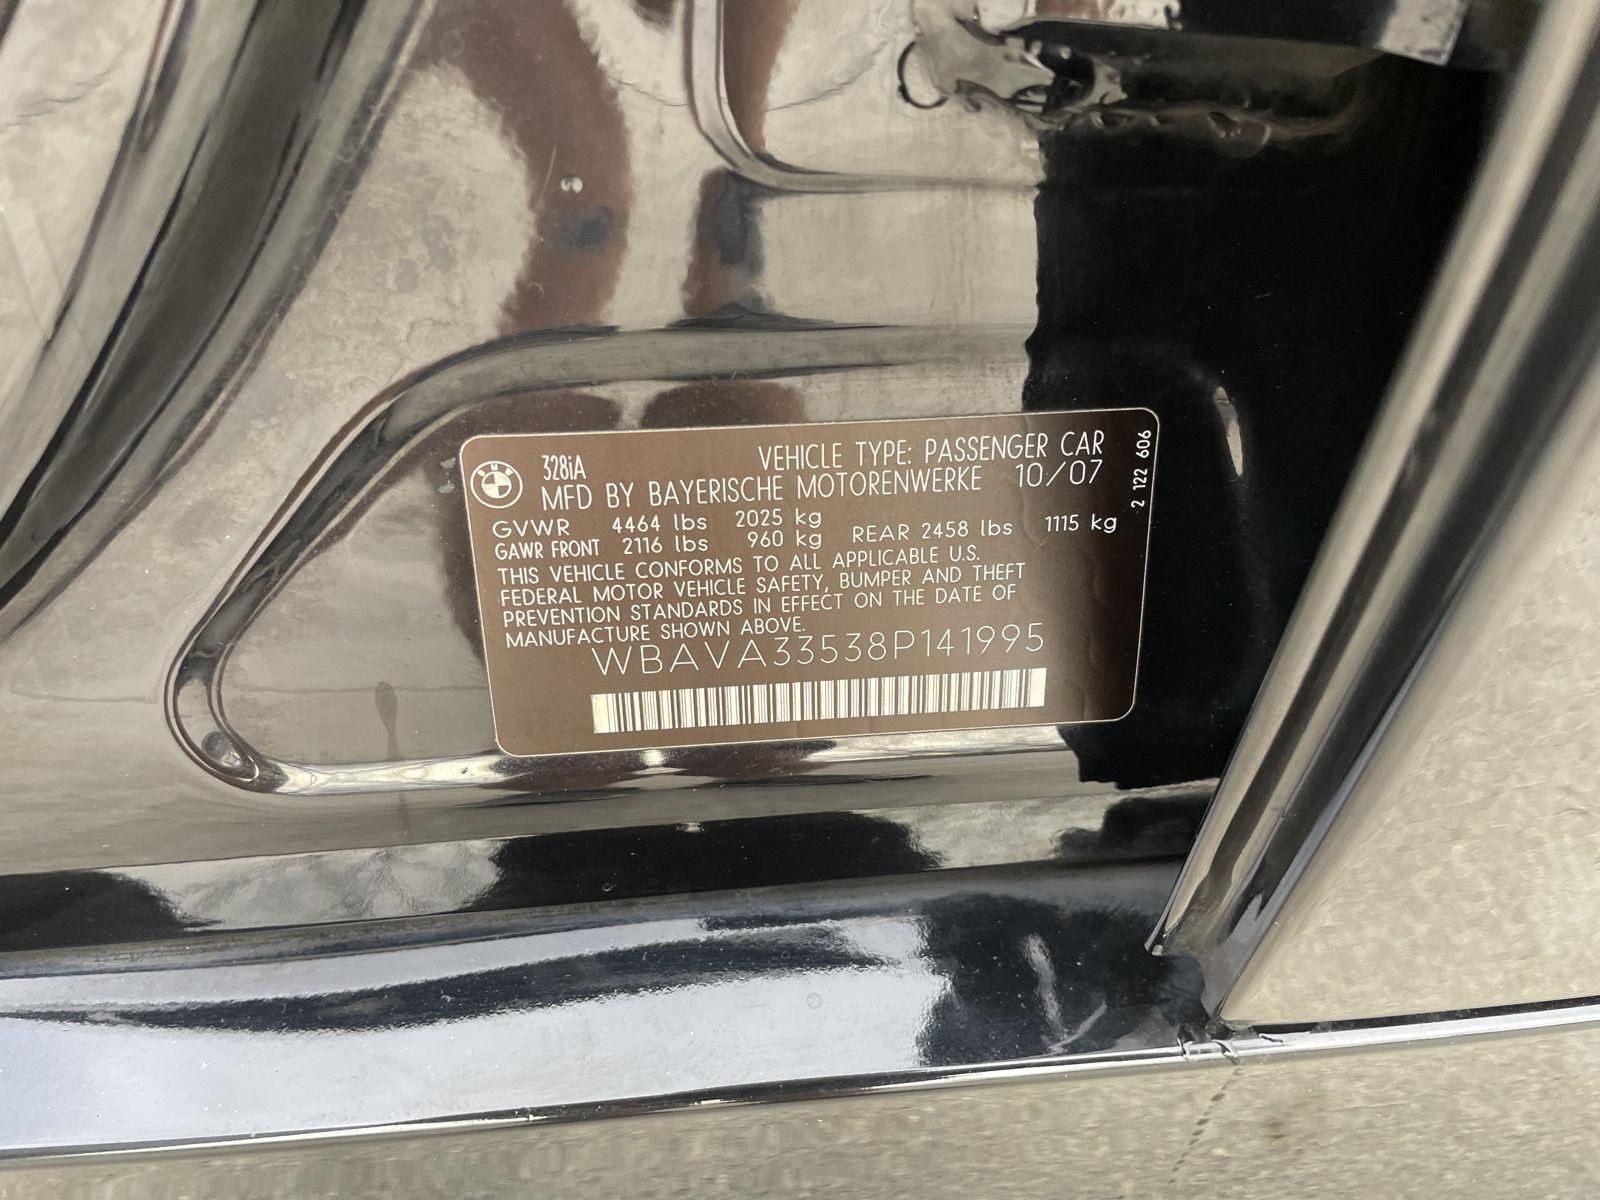 BMW
328iA
VEHICLE TYPE: PASSENGER CAR
MFD BY BAYERISCHE MOTORENWERKE 10/07
GVWR 4464 lbs 2025 kg
GAWR FRONT 2116 lbs 960 kg REAR 2458 lbs 1115 kg
THIS VEHICLE CONFORMS TO ALL APPLICABLE U.S.
FEDERAL MOTOR VEHICLE SAFETY, BUMPER AND THEFT
PREVENTION STANDARDS IN EFFECT ON THE DATE OF
MANUFACTURE SHOWN ABOVE.
WBAVA33538P141995
2 122 606